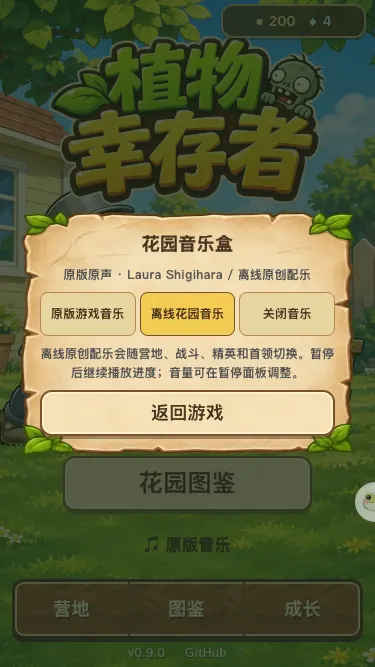 200 4
植物
幸存者
花园音乐盒
原版原声 · Laura Shigihara / 离线原创配乐
原版游戏音乐 离线花园音乐 关闭音乐
离线原创配乐会随营地、战斗、精英和首领切换。暂停
后继续播放进度；音量可在暂停面板调整。
返回游戏
花园图鉴
原版音乐
营地 图鉴 成长
v0.9.0 GitHub